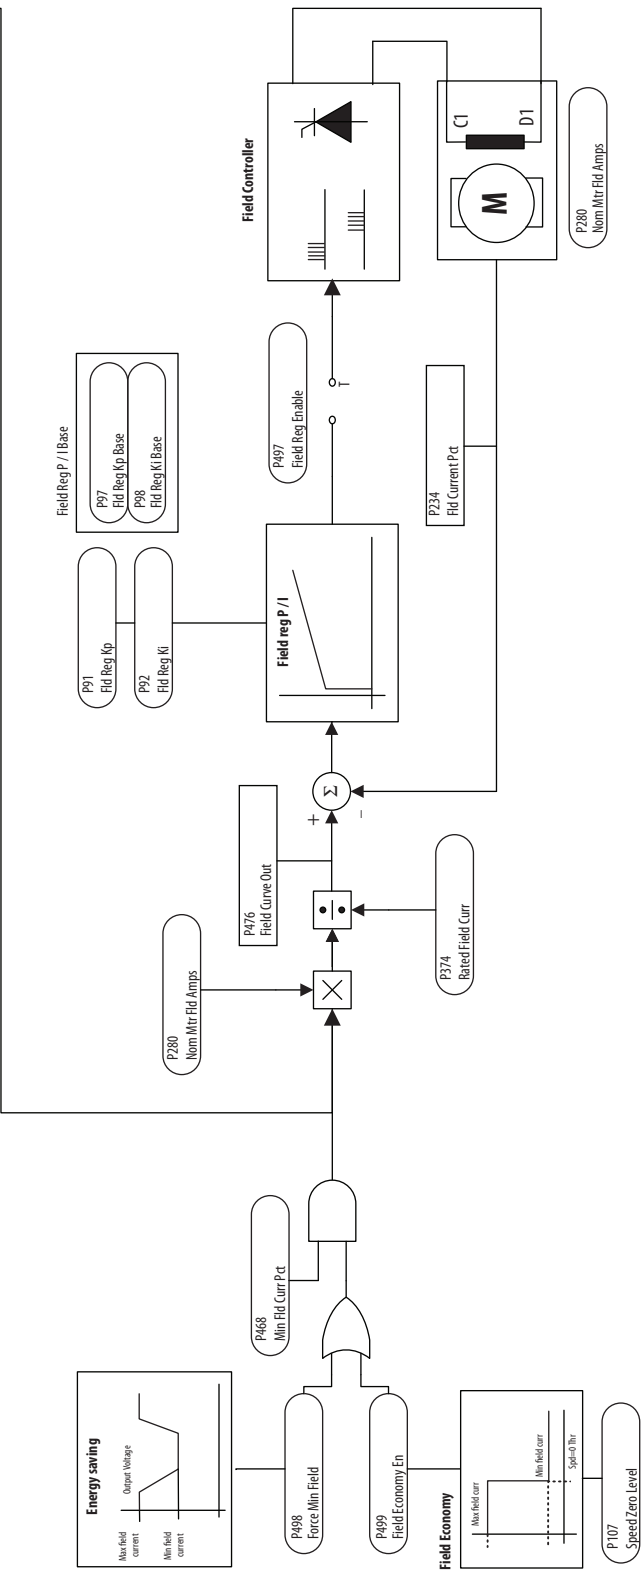 Energy saving
Max field
current
Output Voltage
Min field
current
P498
Force Min Field
P499
Field Economy En
Field Economy
Max field curr
Min field curr
Spd=0 Thr
P107
Speed Zero Level
P468
Min Fld Curr Pct
P280
Nom Mtr Fld Amps
P476
Field Curve Out
P374
Rated Field Curr
+
Σ
–
P91
Fld Reg Kp
P92
Fld Reg Ki
Field Reg P / I Base
P97
Fld Reg Kp Base
P98
Fld Reg Ki Base
Field reg P / I
P497
Field Reg Enable
T
P234
Fld Current Pct
Field Controller
C1
D1
M
P280
Nom Mtr Fld Amps